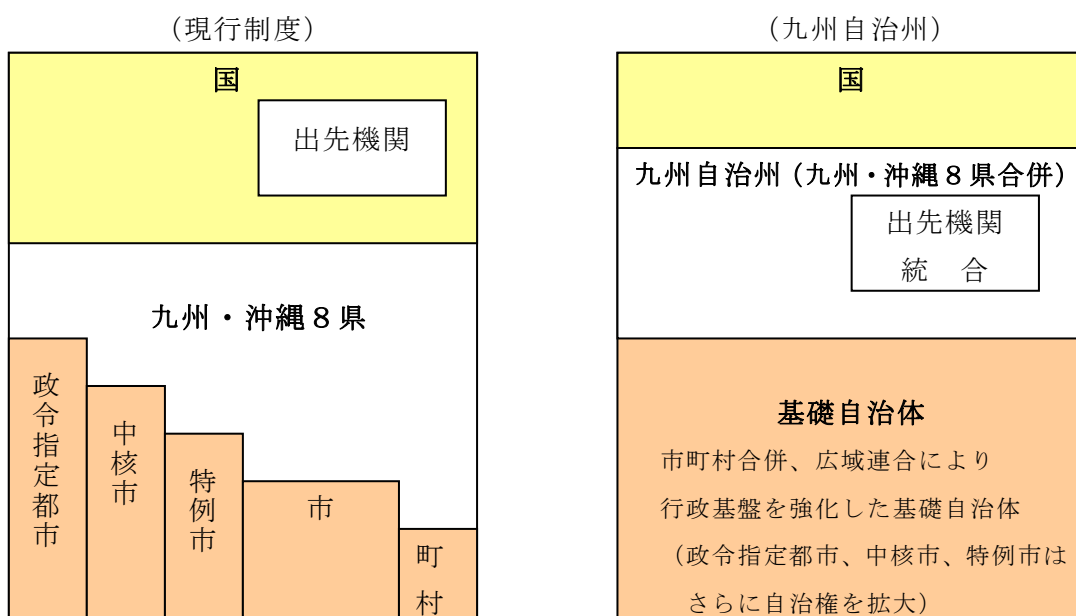 (現行制度)
国
出先機関
九州・沖縄８県
政令指定都市
中核市
特例市
市
町村
(九州自治州)
国
九州自治州（九州・沖縄８県合併）
出先機関
統　合
基礎自治体
市町村合併、広域連合により
行政基盤を強化した基礎自治体
（政令指定都市、中核市、特例市は
さらに自治権を拡大）